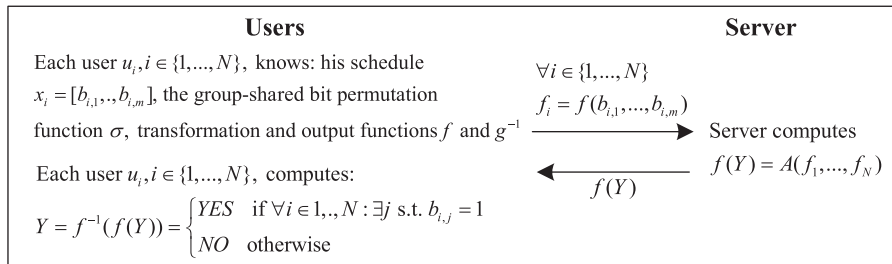 Users Server
Each user u_i, i ∈ {1,...,N}, knows: his schedule
x_i = [b_{i,1},.,b_{i,m}], the group-shared bit permutation
function σ, transformation and output functions f and g^{-1}
∀i ∈ {1,...,N}
f_i = f(b_{i,1},...,b_{i,m})
Server computes
f(Y) = A(f_1,...,f_N)
f(Y)
Each user u_i, i ∈ {1,...,N}, computes:
Y = f^{-1}(f(Y)) = { YES if ∀i ∈ 1,.,N : ∃j s.t. b_{i,j} = 1
NO otherwise